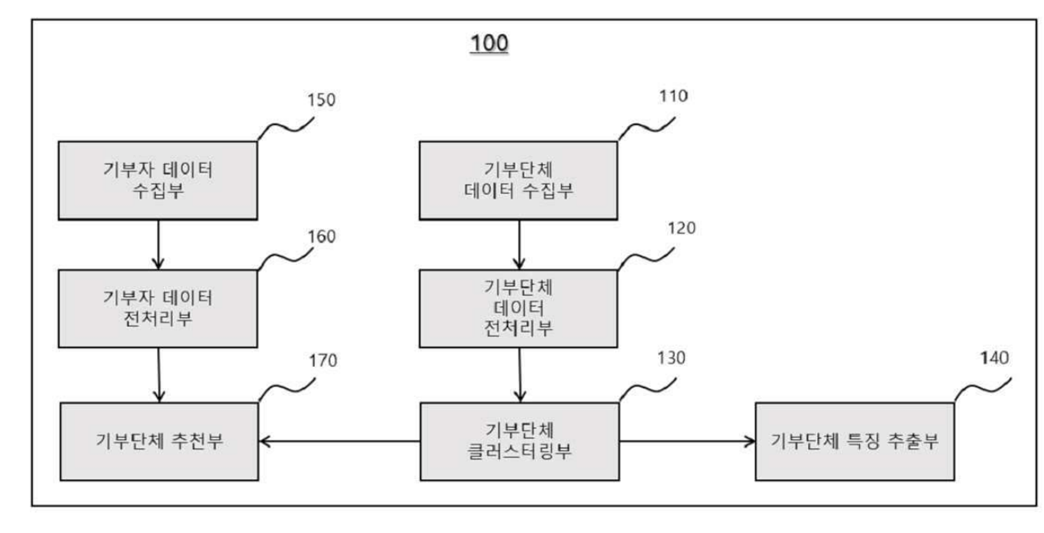 100
150
110
기부자 데이터
수집부
기부단체
데이터 수집부
160
120
기부자 데이터
전처리부
기부단체
데이터
전처리부
170
130
140
기부단체 추천부
기부단체
클러스터링부
기부단체 특징 추출부